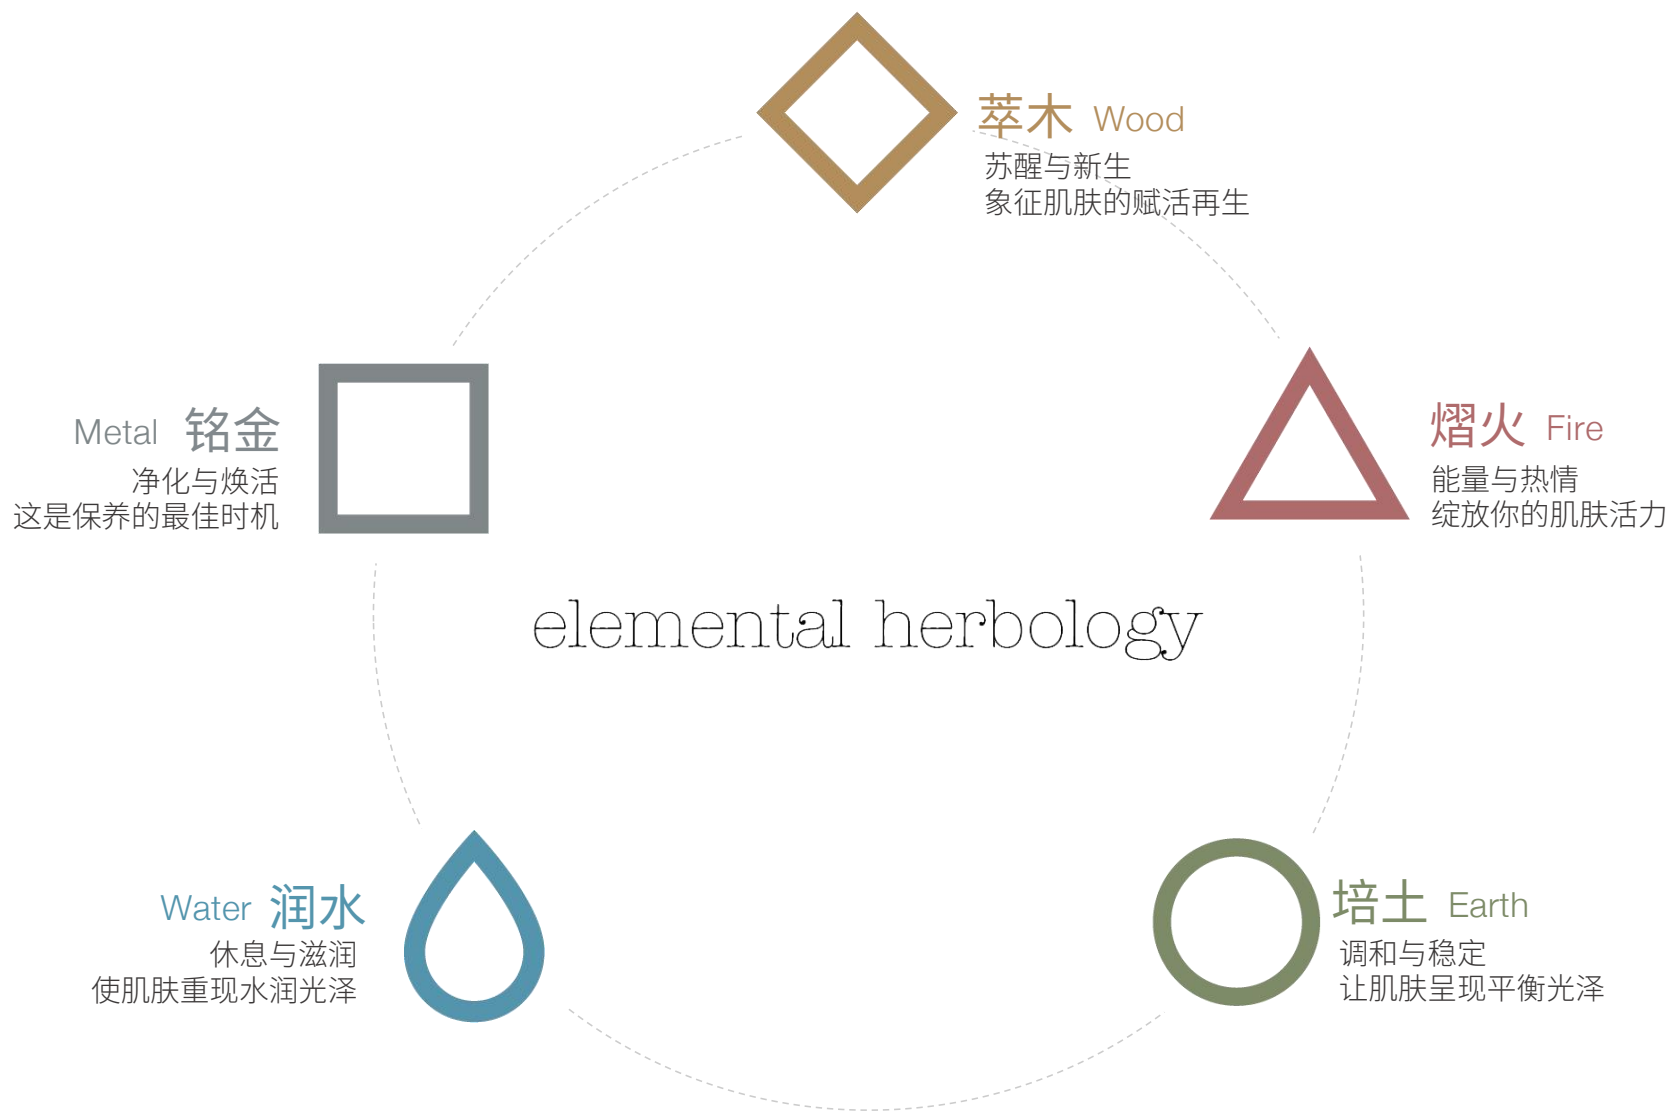 萃木 Wood
苏醒与新生
象征肌肤的赋活再生
Metal 铭金
净化与焕活
这是保养的最佳时机
熠火 Fire
能量与热情
绽放你的肌肤活力
elemental herbology
Water 润水
休息与滋润
使肌肤重现水润光泽
培土 Earth
调和与稳定
让肌肤呈现平衡光泽